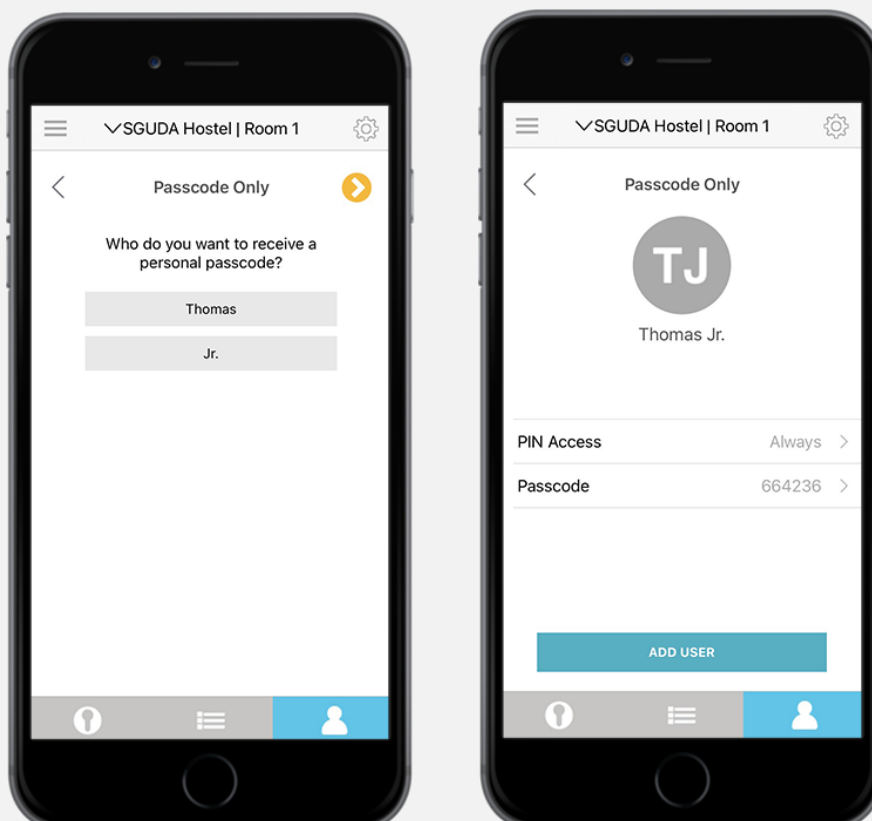 SGUDA Hostel | Room 1
Passcode Only
Who do you want to receive a
personal passcode?
Thomas
Jr.
SGUDA Hostel | Room 1
Passcode Only
TJ
Thomas Jr.
PIN Access Always
Passcode 664236
ADD USER